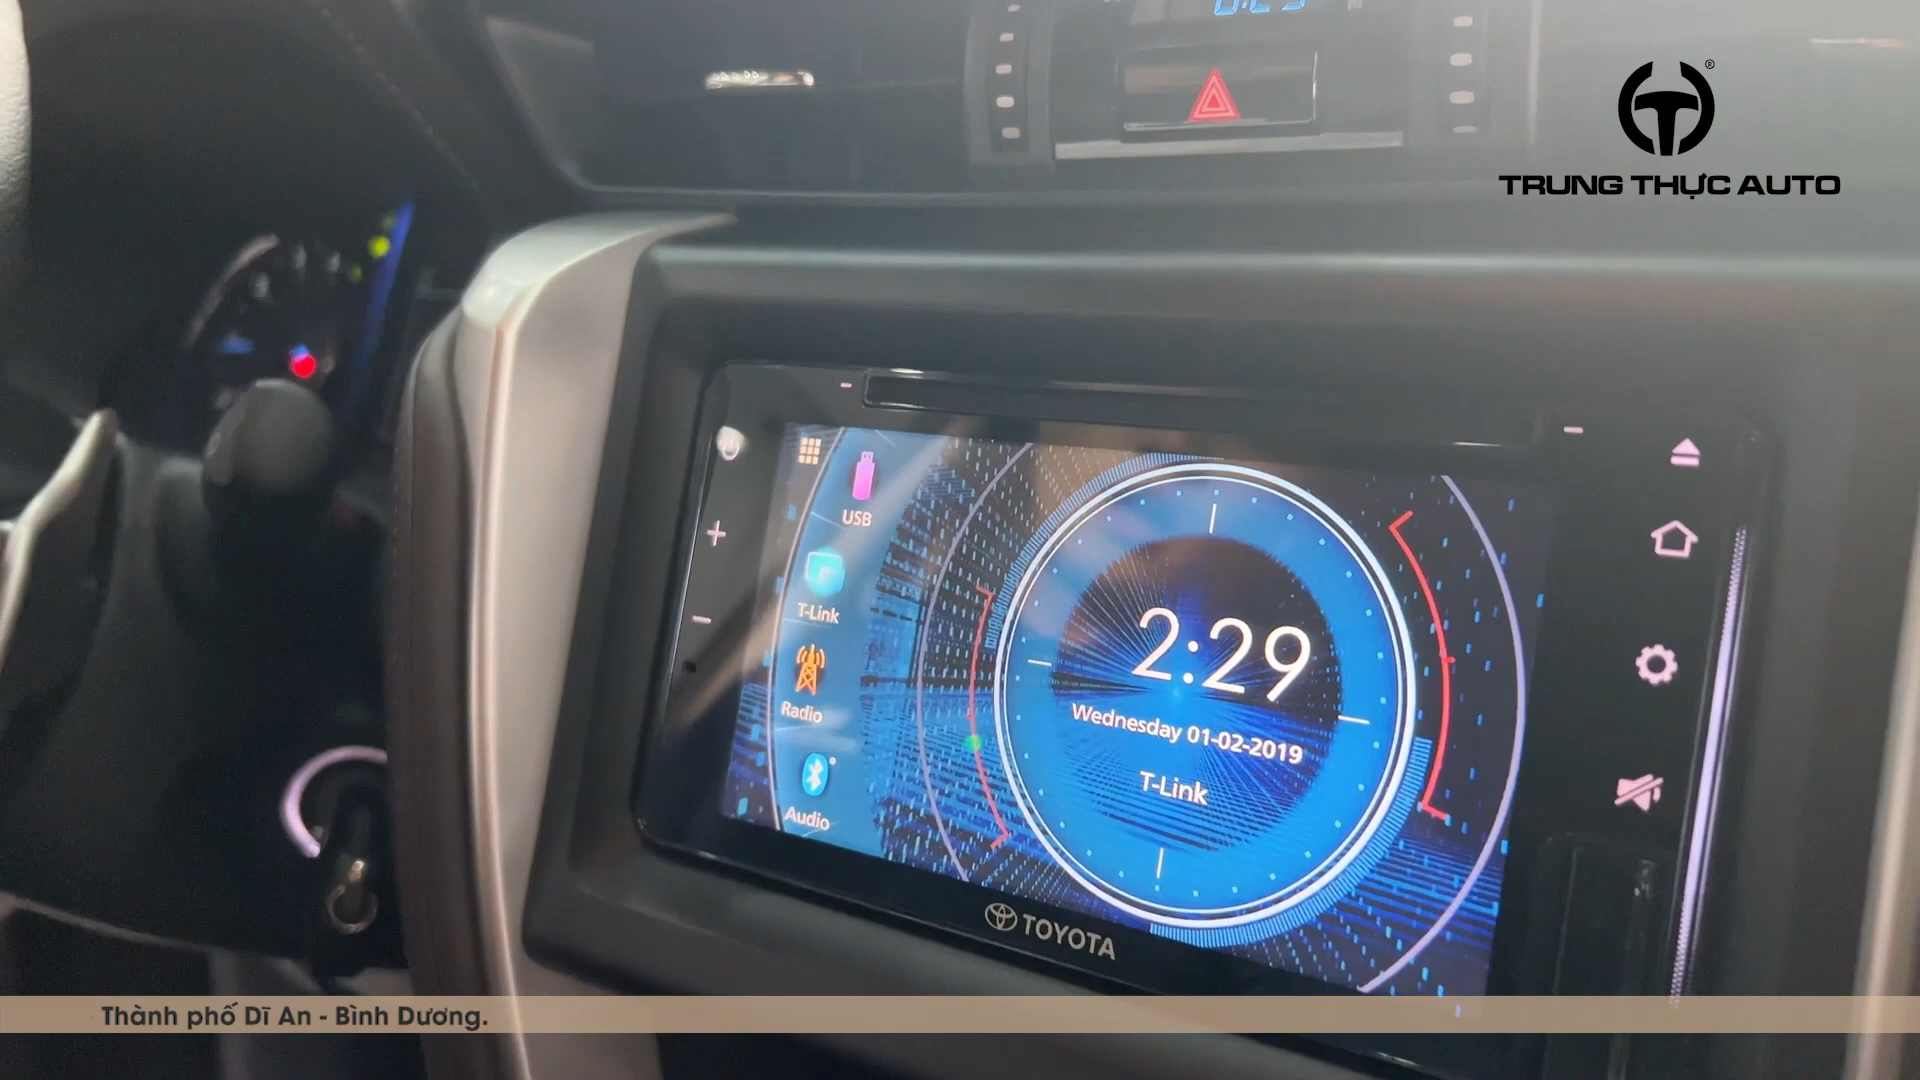 TRUNG THỰC AUTO
USB
T-Link
Radio
Audio
2:29
Wednesday 01-02-2019
T-Link
TOYOTA
Thành phố Dĩ An - Bình Dương.